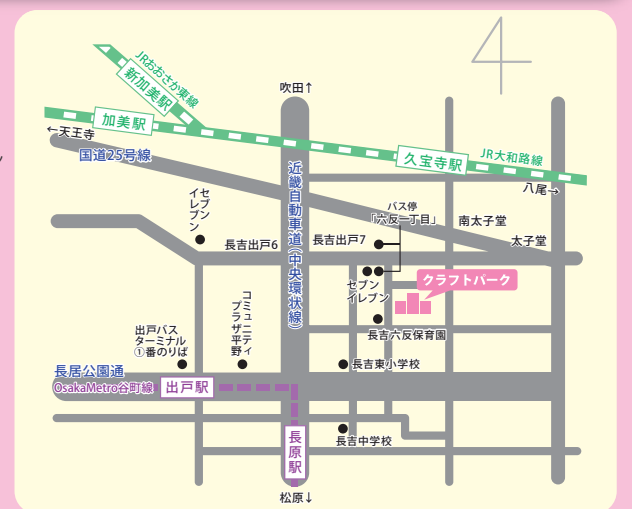 JRおおさか東線
新加美駅
吹田↑
加美駅
←天王寺
国道25号線
久宝寺駅
JR大和路線
八尾→
近畿自動車道(中央環状線)
セブン
イレブン
バス停
「六反一丁目」
南太子堂
太子堂
長吉出戸6
長吉出戸7
セブン
イレブン
クラフトパーク
長吉六反保育園
コミュニティ
プラザ平野
出戸バス
ターミナル
①番のりば
長吉東小学校
長居公園通
OsakaMetro谷町線
出戸駅
長原駅
長吉中学校
松原↓